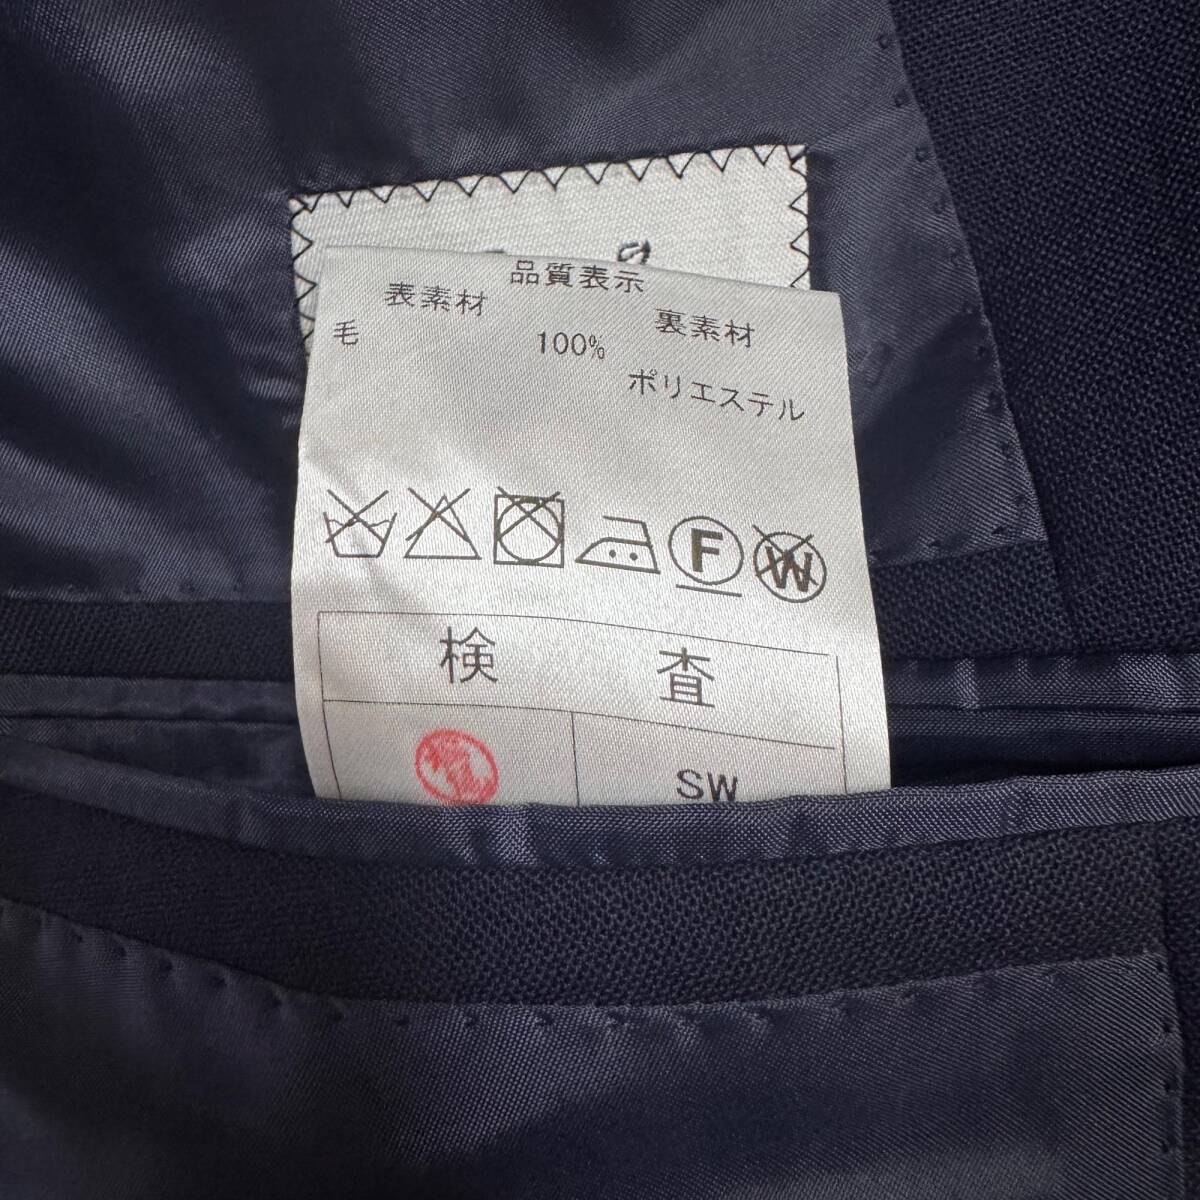 品質表示
表素材 裏素材
毛 100% ポリエステル
F W
検査
SW